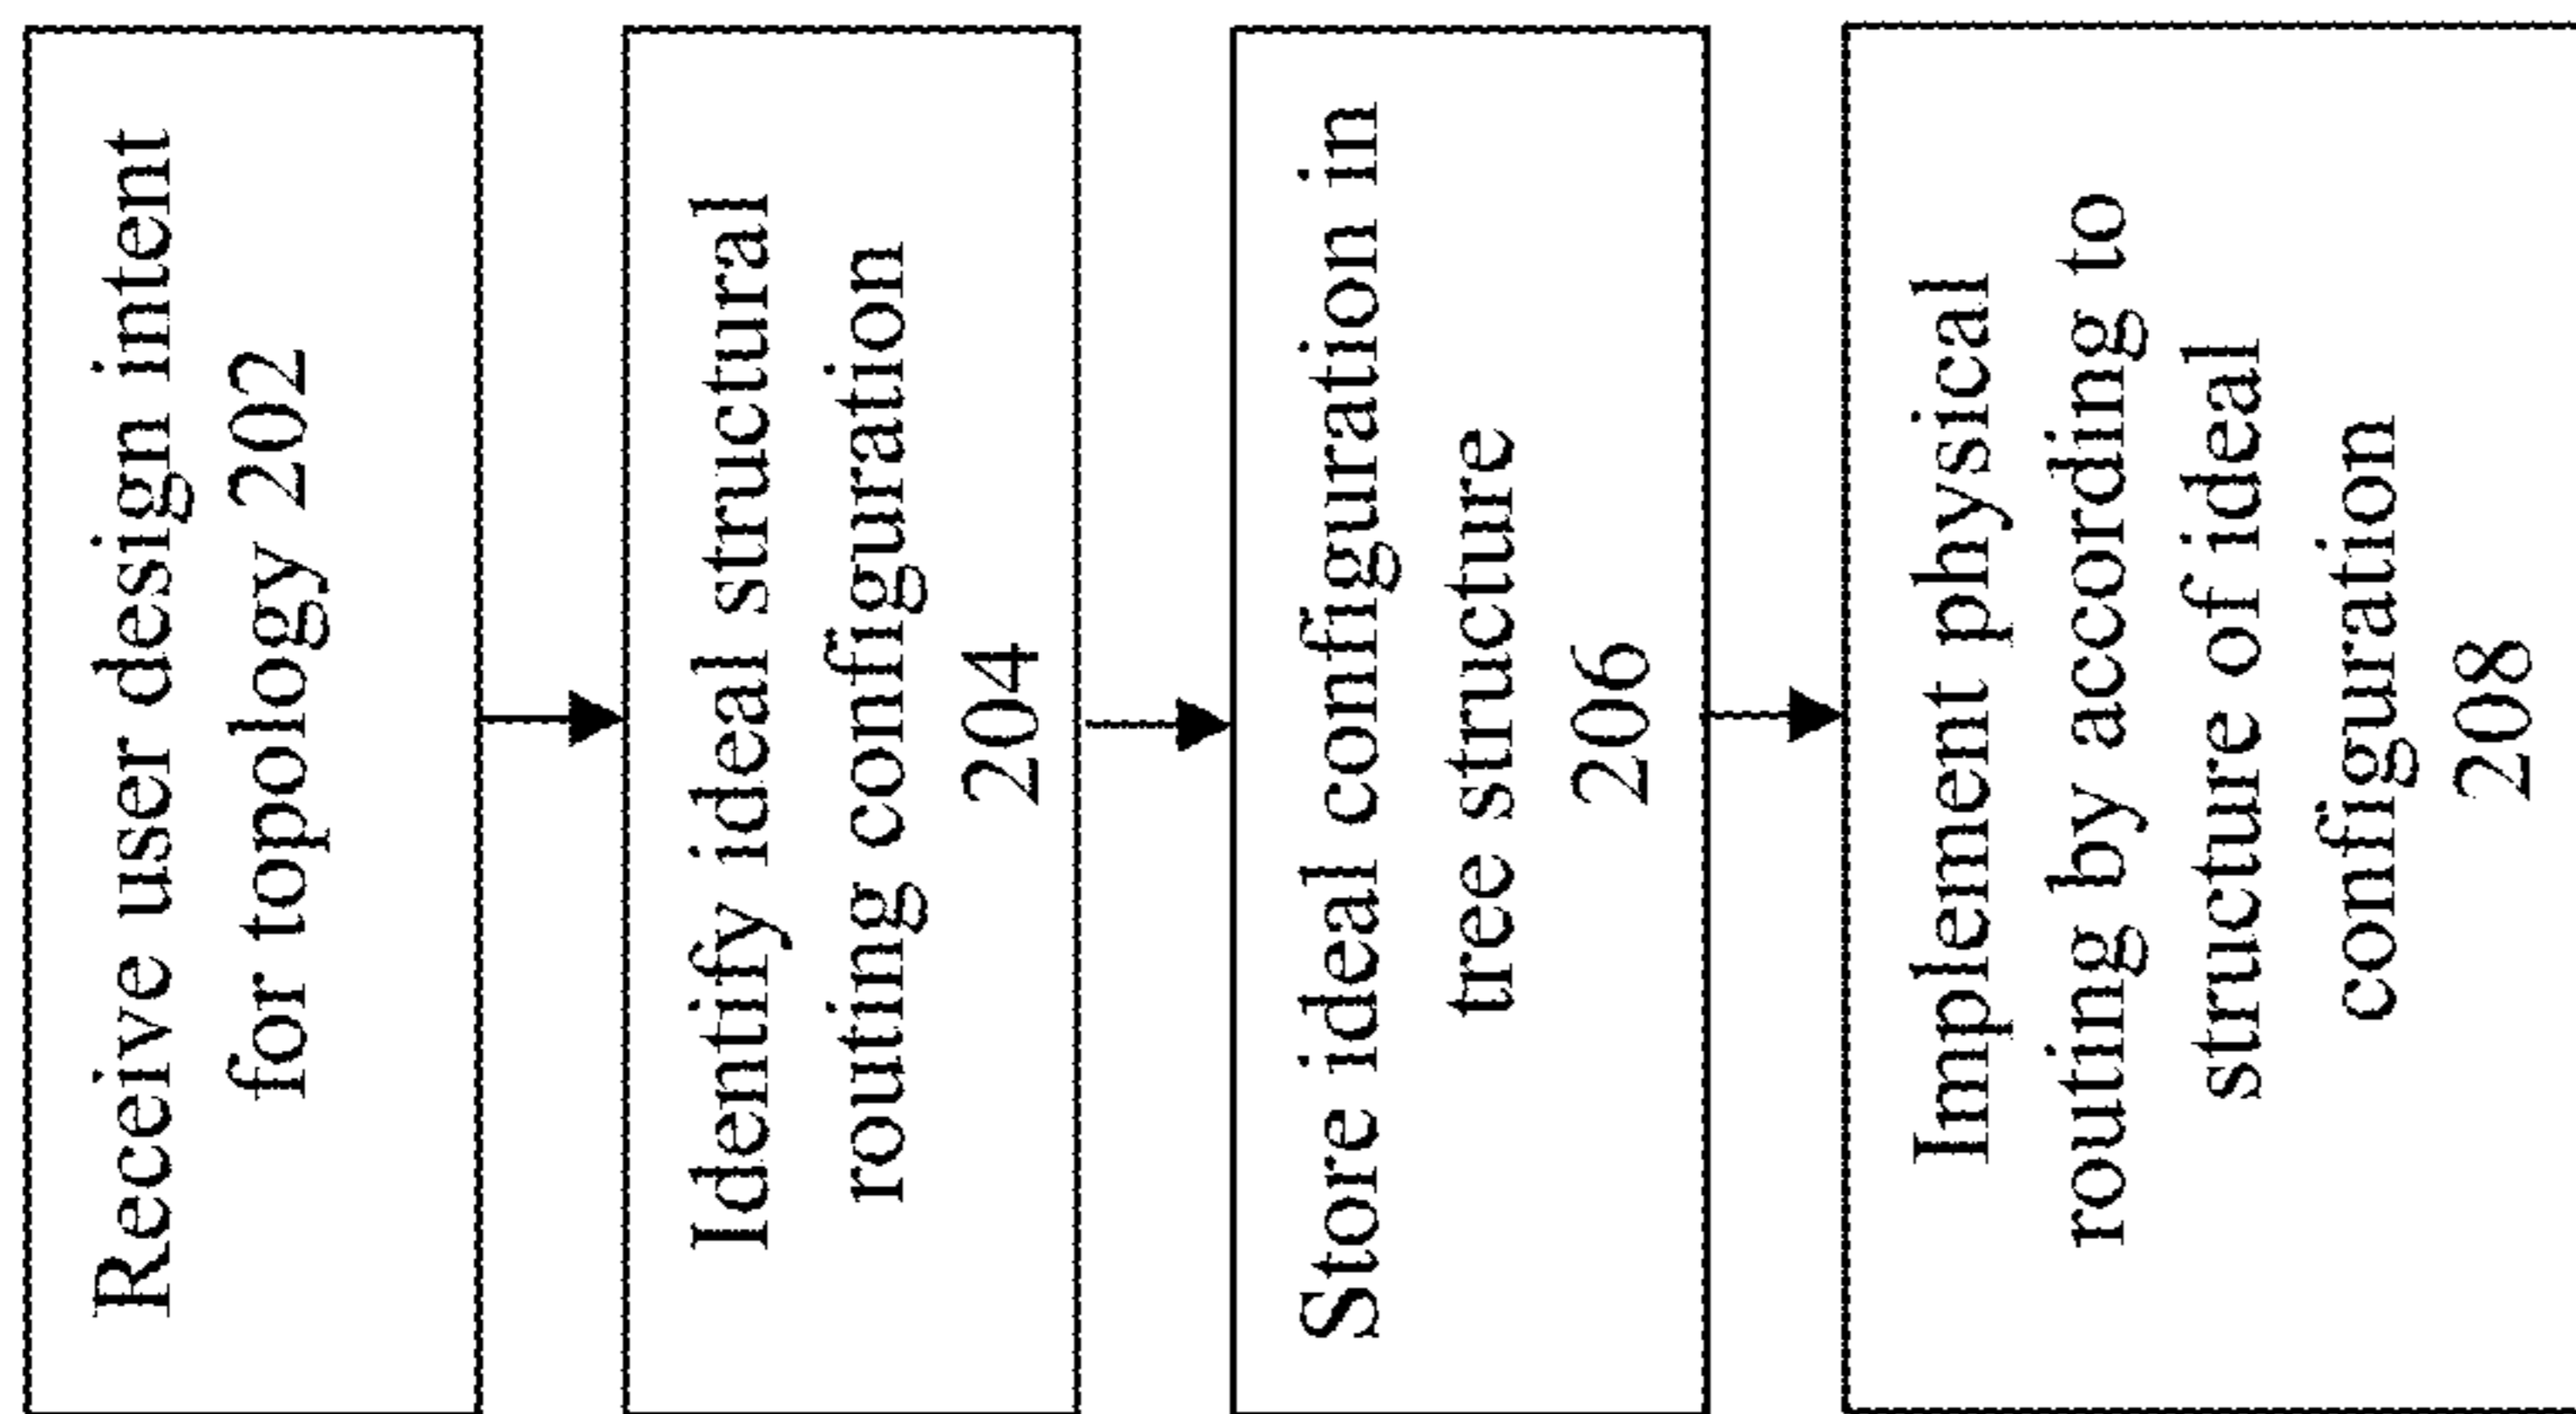 Receive user design intent
for topology 202
Identify ideal structural
routing configuration
204
Store ideal configuration in
tree structure
206
Implement physical
routing by according to
structure of ideal
configuration
208